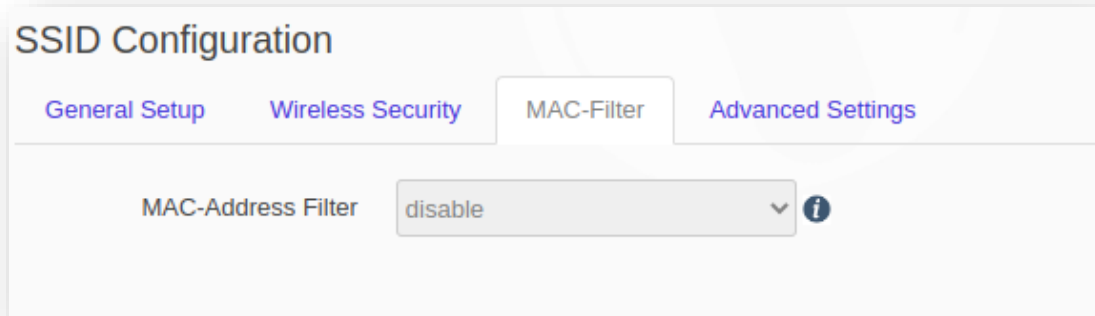 SSID Configuration
General Setup Wireless Security MAC-Filter Advanced Settings
MAC-Address Filter disable i